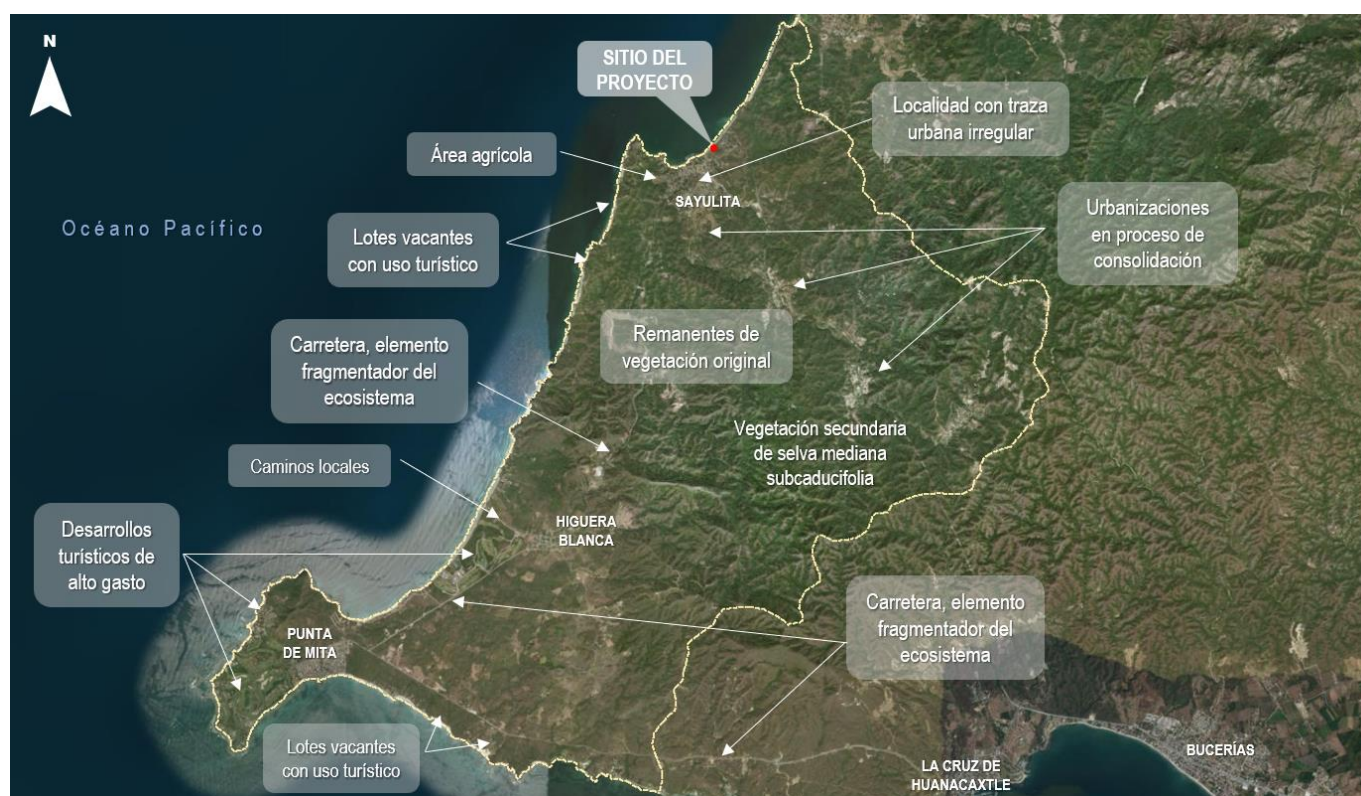 N
SITIO DEL
PROYECTO
Localidad con traza
urbana irregular
Área agrícola
SAYULITA
Urbanizaciones
en proceso de
consolidación
Océano Pacífico
Lotes vacantes
con uso turístico
Remanentes de
vegetación original
Carretera, elemento
fragmentador del
ecosistema
Vegetación secundaria
de selva mediana
subcaducifolia
Caminos locales
HIGUERA
BLANCA
Desarrollos
turísticos de
alto gasto
Carretera, elemento
fragmentador del
ecosistema
PUNTA
DE MITA
Lotes vacantes
con uso turístico
LA CRUZ DE
HUANACAXTLE
BUCERÍAS